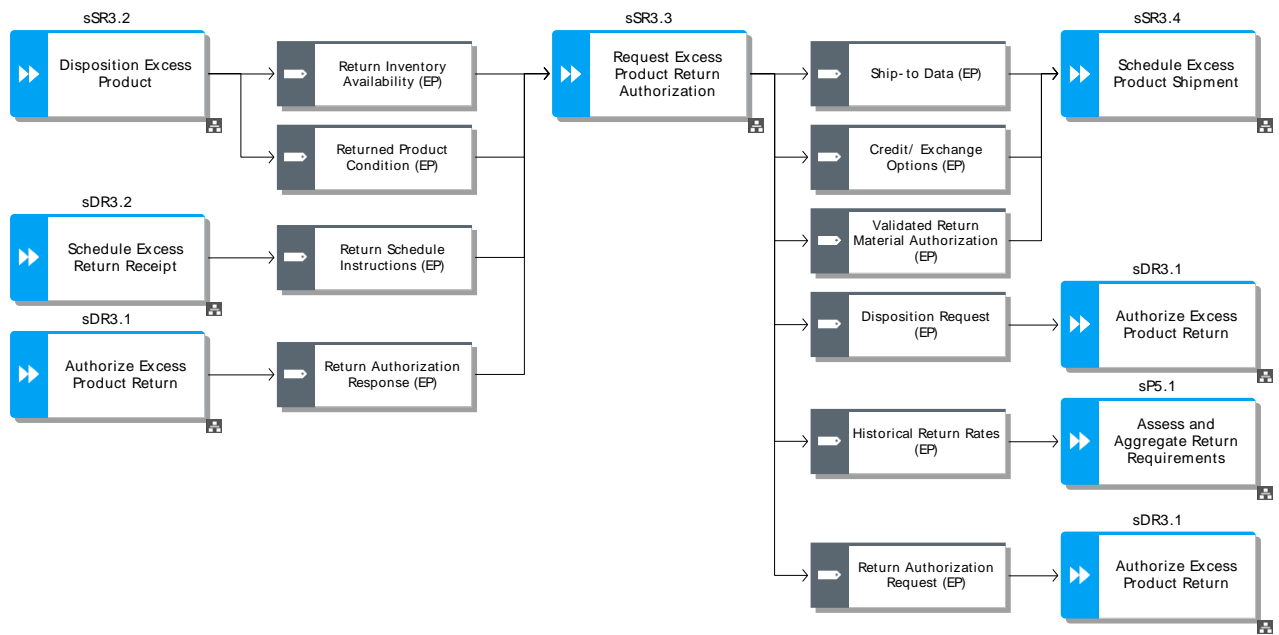 sSR3.2
Disposition Excess
Product
Return Inventory
Availability (EP)
Returned Product
Condition (EP)
sDR3.2
Schedule Excess
Return Receipt
Return Schedule
Instructions (EP)
sDR3.1
Authorize Excess
Product Return
Return Authorization
Response (EP)
sSR3.3
Request Excess
Product Return
Authorization
Ship- to Data (EP)
Credit/ Exchange
Options (EP)
Validated Return
Material Authorization
(EP)
Disposition Request
(EP)
Historical Return Rates
(EP)
Return Authorization
Request (EP)
sSR3.4
Schedule Excess
Product Shipment
sDR3.1
Authorize Excess
Product Return
sP5.1
Assess and
Aggregate Return
Requirements
sDR3.1
Authorize Excess
Product Return